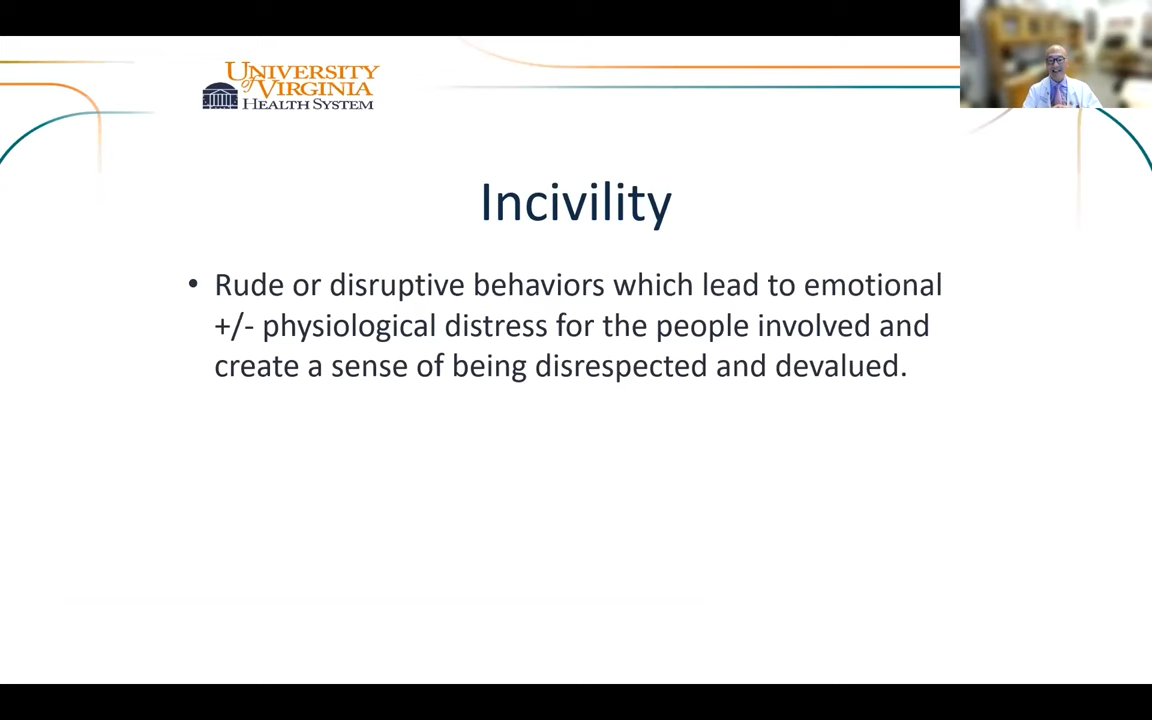 UNIVERSITY
of VIRGINIA
HEALTH SYSTEM
Incivility
• Rude or disruptive behaviors which lead to emotional
+/- physiological distress for the people involved and
create a sense of being disrespected and devalued.